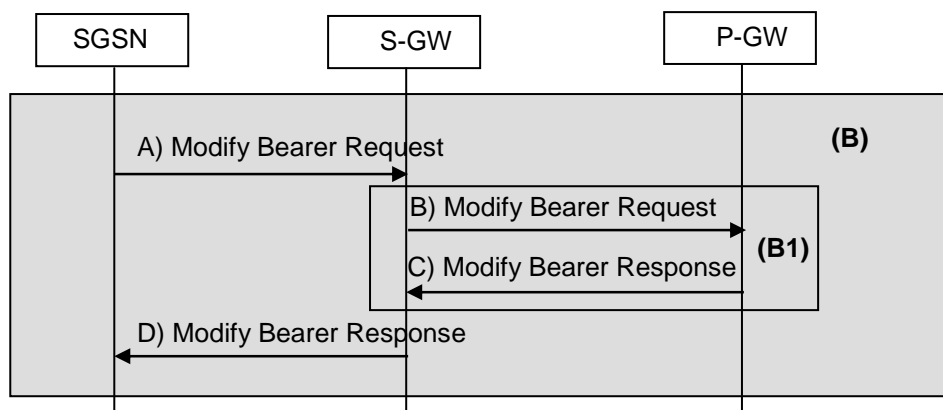 SGSN
S-GW
P-GW
(B)
A) Modify Bearer Request
B) Modify Bearer Request
(B1)
C) Modify Bearer Response
D) Modify Bearer Response